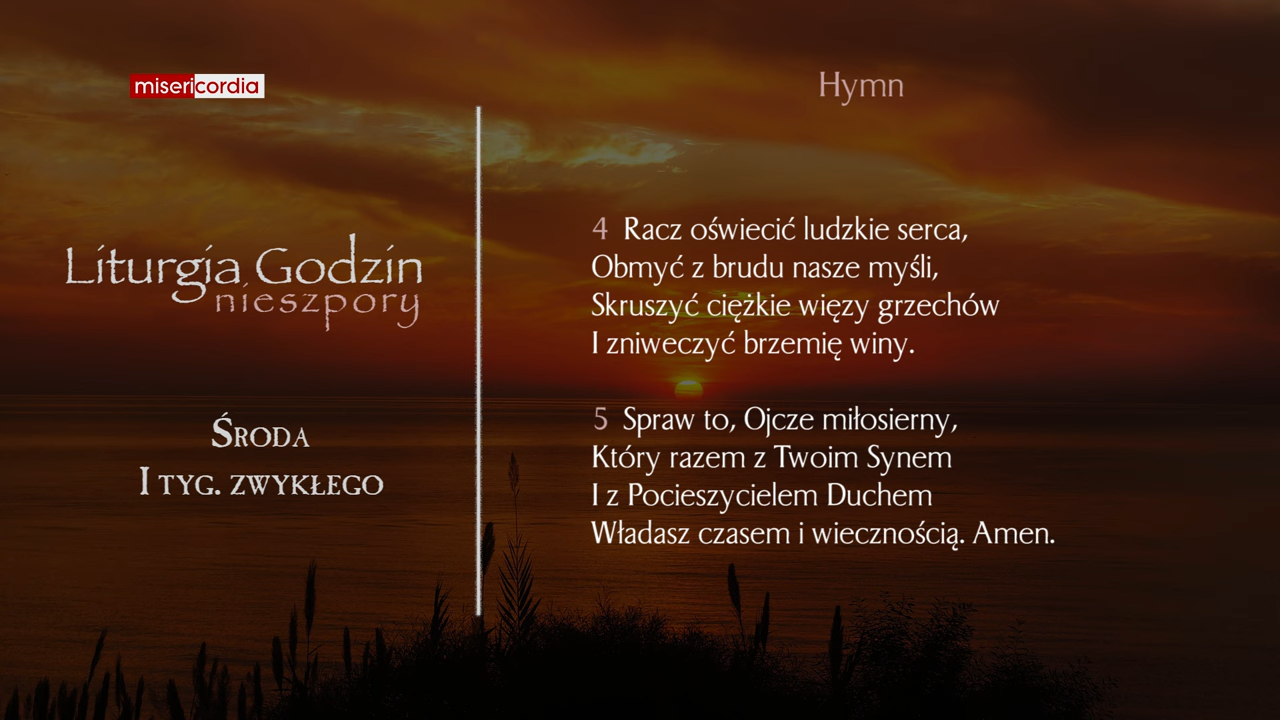 misericordia
Liturgia Godzin
nieszpory
Środa
I tyg. zwykłego
Hymn
4 Racz oświecić ludzkie serca,
Obmyć z brudu nasze myśli,
Skruszyć ciężkie więzy grzechów
I zniweczyć brzemię winy.
5 Spraw to, Ojcze miłosierny,
Który razem z Twoim Synem
I z Pocieszycielem Duchem
Władasz czasem i wiecznością. Amen.